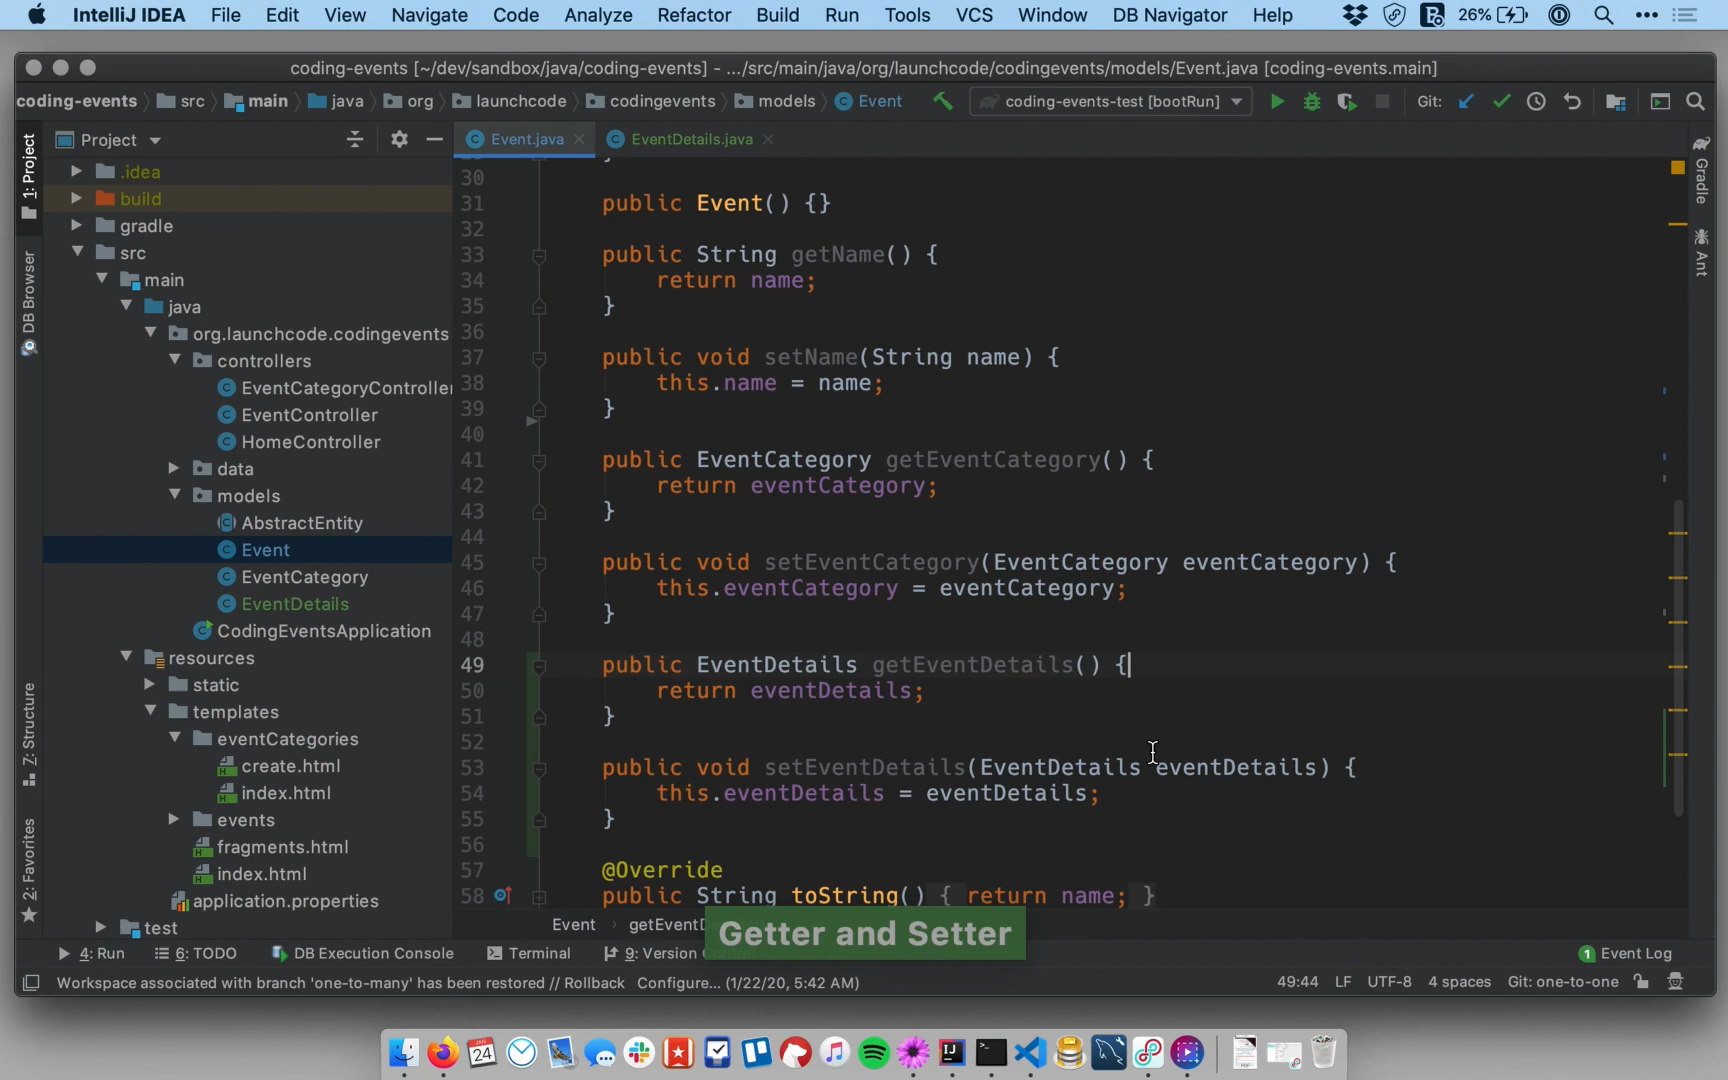 IntelliJ IDEA File Edit View Navigate Code Analyze Refactor Build Run Tools VCS Window DB Navigator Help 26%
coding-events [~/dev/sandbox/java/coding-events] - .../src/main/java/org/launchcode/codingevents/models/Event.java [coding-events.main]
coding-events src main java org launchcode codingevents models Event coding-events-test [bootRun] Git:
Project
Event.java EventDetails.java
1: Project
DB Browser
7: Structure
2: Favorites
.idea
build
gradle
src
main
java
org.launchcode.codingevents
controllers
EventCategoryController
EventController
HomeController
data
models
AbstractEntity
Event
EventCategory
EventDetails
CodingEventsApplication
resources
static
templates
eventCategories
create.html
index.html
events
fragments.html
index.html
application.properties
test
30
31 public Event() {}
32
33 public String getName() {
34 return name;
35 }
36
37 public void setName(String name) {
38 this.name = name;
39 }
40
41 public EventCategory getEventCategory() {
42 return eventCategory;
43 }
44
45 public void setEventCategory(EventCategory eventCategory) {
46 this.eventCategory = eventCategory;
47 }
48
49 public EventDetails getEventDetails() {
50 return eventDetails;
51 }
52
53 public void setEventDetails(EventDetails eventDetails) {
54 this.eventDetails = eventDetails;
55 }
56
57 @Override
58 public String toString() { return name; }
Gradle
Ant
Event
Getter and Setter
4: Run 6: TODO DB Execution Console Terminal 9: Version 1 Event Log
Workspace associated with branch 'one-to-many' has been restored // Rollback Configure... (1/22/20, 5:42 AM) 49:44 LF UTF-8 4 spaces Git: one-to-one
JAN
24
IJ
PDF